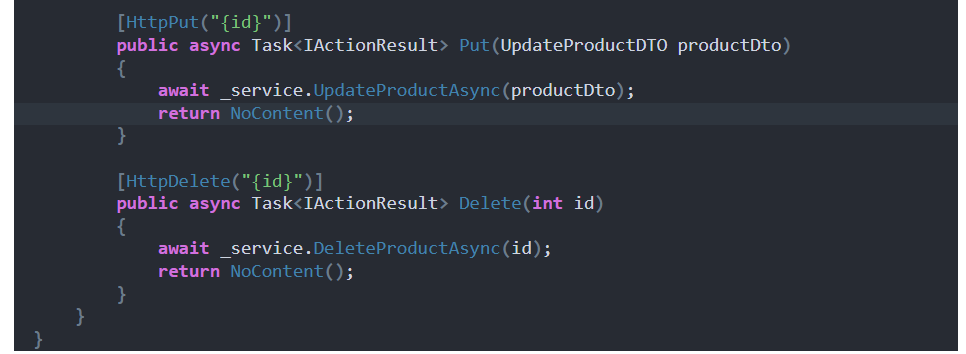 [HttpPut("{id}")]
public async Task<IActionResult> Put(UpdateProductDTO productDto)
{
await _service.UpdateProductAsync(productDto);
return NoContent();
}
[HttpDelete("{id}")]
public async Task<IActionResult> Delete(int id)
{
await _service.DeleteProductAsync(id);
return NoContent();
}
}
}